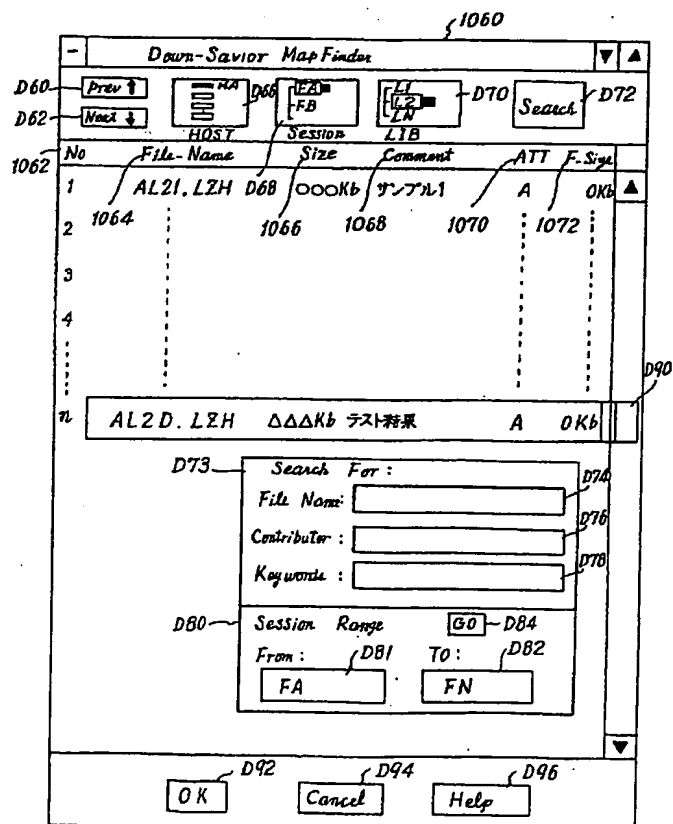 1060
- Down-Savior Map Finder ▼ ▲
D60 Prev ↑ HA D66 FA FB L1 L2 LN D70 Search D72
D62 Next ↓ HOST Session LIB
1062 No File-Name Size Comment ATT F-Size
1 AL21.LZH D68 ○○○Kb サンプル1 A 0Kb ▲
1064 1066 1068 1070 1072
2
3
4
D90
n AL2D.LZH △△△Kb テスト結果 A 0Kb
D73 Search For : D74
File Name: D76
Contributor :
Keywords : D78
D80 Session Range GO D84
From : D81 To : D82
FA FN
▼
D92 D94 D96
OK Cancel Help